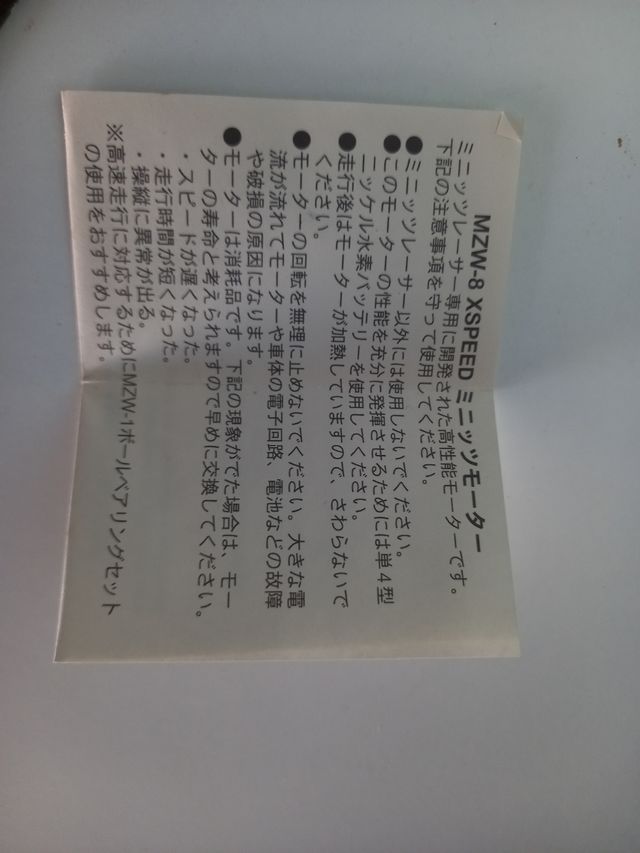 MZW-8 XSPEED ミニッツモーター
ミニッツレーサー専用に開発された高性能モーターです。
下記の注意事項を守って使用してください。
●ミニッツレーサー以外には使用しないでください。
●このモーターの性能を充分に発揮させるためには単4型
ニッケル水素バッテリーを使用してください。
●走行後はモーターが加熱していますので、さわらないで
ください。
●モーターの回転を無理に止めないでください。大きな電
流が流れてモーターや車体の電子回路、電池などの故障
や破損の原因になります。
●モーターは消耗品です。下記の現象がでた場合は、モー
ターの寿命と考えられますので早めに交換してください。
・スピードが遅くなった。
・走行時間が短くなった。
・操縦に異常が出る。
※高速走行に対応するためにMZW-1ボールベアリングセット
の使用をおすすめします。